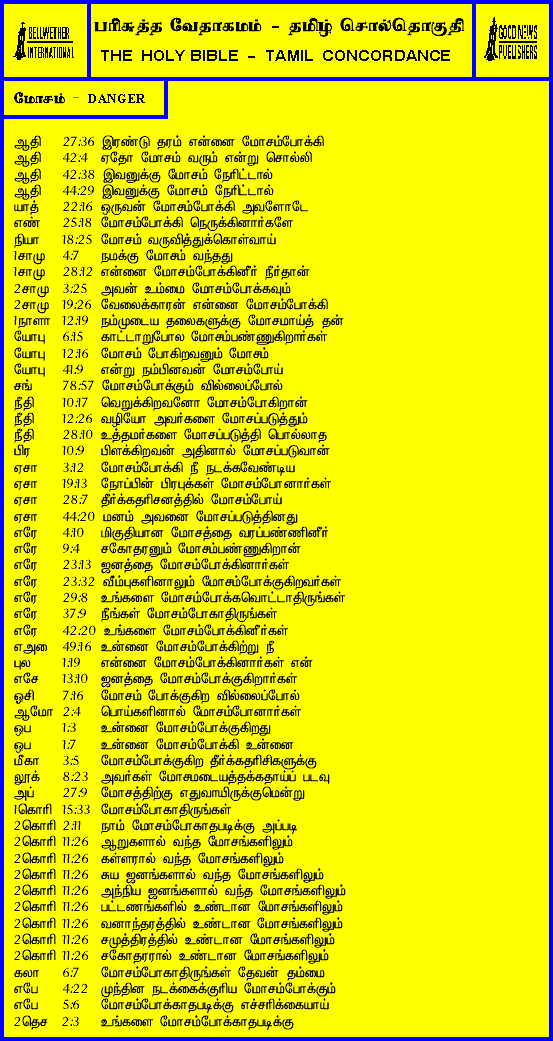 BELLWETHER
INTERNATIONAL
பரிசுத்த வேதாகமம் - தமிழ் சொல்தொகுதி
THE HOLY BIBLE - TAMIL CONCORDANCE
GOOD NEWS
PUBLISHERS
மோசம் - DANGER
ஆதி 27:36 இரண்டு தரம் என்னை மோசம்போக்கி
ஆதி 42:4 ஏதோ மோசம் வரும் என்று சொல்லி
ஆதி 42:38 இவனுக்கு மோசம் நேரிட்டால்
ஆதி 44:29 இவனுக்கு மோசம் நேரிட்டால்
யாத் 22:16 ஒருவன் மோசம்போக்கி அவளோடே
எண் 25:18 மோசம்போக்கி நெருக்கினார்களே
நியா 18:25 மோசம் வருவித்துக்கொள்வாய்
1சாமு 4:7 நமக்கு மோசம் வந்தது
1சாமு 28:12 என்னை மோசம்போக்கினீர் நீர்தான்
2சாமு 3:25 அவன் உம்மை மோசம்போக்கவும்
2சாமு 19:26 வேலைக்காரன் என்னை மோசம்போக்கி
1நாளா 12:19 நம்முடைய தலைகளுக்கு மோசமாய்த் தன்
யோபு 6:15 காட்டாறுபோல மோசம்பண்ணுகிறார்கள்
யோபு 12:16 மோசம் போகிறவனும் மோசம்
யோபு 41:9 என்று நம்பினவன் மோசம்போய்
சங் 78:57 மோசம்போக்கும் வில்லைப்போல்
நீதி 10:17 வெறுக்கிறவனோ மோசம்போகிறான்
நீதி 12:26 வழியோ அவர்களை மோசப்படுத்தும்
நீதி 28:10 உத்தமர்களை மோசப்படுத்தி பொல்லாத
பிர 10:9 பிளக்கிறவன் அதினால் மோசப்படுவான்
ஏசா 3:12 மோசம்போக்கி நீ நடக்கவேண்டிய
ஏசா 19:13 நோப்பின் பிரபுக்கள் மோசம்போனார்கள்
ஏசா 28:7 தீர்க்கதரிசனத்தில் மோசம்போய்
ஏசா 44:20 மனம் அவனை மோசப்படுத்தினது
எரே 4:10 மிகுதியான மோசத்தை வரப்பண்ணினீர்
எரே 9:4 சகோதரனும் மோசம்பண்ணுகிறான்
எரே 23:13 ஜனத்தை மோசம்போக்கினார்கள்
எரே 23:32 வீம்புகளினாலும் மோசம்போக்குகிறவர்கள்
எரே 29:8 உங்களை மோசம்போக்கவொட்டாதிருங்கள்
எரே 37:9 நீங்கள் மோசம்போகாதிருங்கள்
எரே 42:20 உங்களை மோசம்போக்கினீர்கள்
எரே 49:16 உன்னை மோசம்போக்கிற்று நீ
புல 1:19 என்னை மோசம்போக்கினார்கள் என்
எசே 13:10 ஜனத்தை மோசம்போக்குகிறார்கள்
ஓசி 7:16 மோசம் போக்குகிற வில்லைப்போல்
ஆமோ 2:4 பொய்களினால் மோசம்போனார்கள்
ஒப 1:3 உன்னை மோசம்போக்குகிறது
ஒப 1:7 உன்னை மோசம்போக்கி உன்னை
மீகா 3:5 மோசம்போக்குகிற தீர்க்கதரிசிகளுக்கு
லூக் 8:23 அவர்கள் மோசமடையத்தக்கதாய்ப் படவு
அப் 27:9 மோசத்திற்கு எதுவாயிருக்குமென்று
1கொரி 15:33 மோசம்போகாதிருங்கள்
2கொரி 2:11 நாம் மோசம்போகாதபடிக்கு அப்படி
2கொரி 11:26 ஆறுகளால் வந்த மோசங்களிலும்
2கொரி 11:26 கள்ளரால் வந்த மோசங்களிலும்
2கொரி 11:26 சுய ஜனங்களால் வந்த மோசங்களிலும்
2கொரி 11:26 அந்நிய ஜனங்களால் வந்த மோசங்களிலும்
2கொரி 11:26 பட்டணங்களில் உண்டான மோசங்களிலும்
2கொரி 11:26 வனாந்தரத்தில் உண்டான மோசங்களிலும்
2கொரி 11:26 சமுத்திரத்தில் உண்டான மோசங்களிலும்
2கொரி 11:26 சகோதரரால் உண்டான மோசங்களிலும்
கலா 6:7 மோசம்போகாதிருங்கள் தேவன் தம்மை
எபே 4:22 முந்தின நடக்கைக்குரிய மோசம்போக்கும்
எபே 5:6 மோசம்போக்காதபடிக்கு எச்சரிக்கையாய்
2தெச 2:3 உங்களை மோசம்போக்காதபடிக்கு